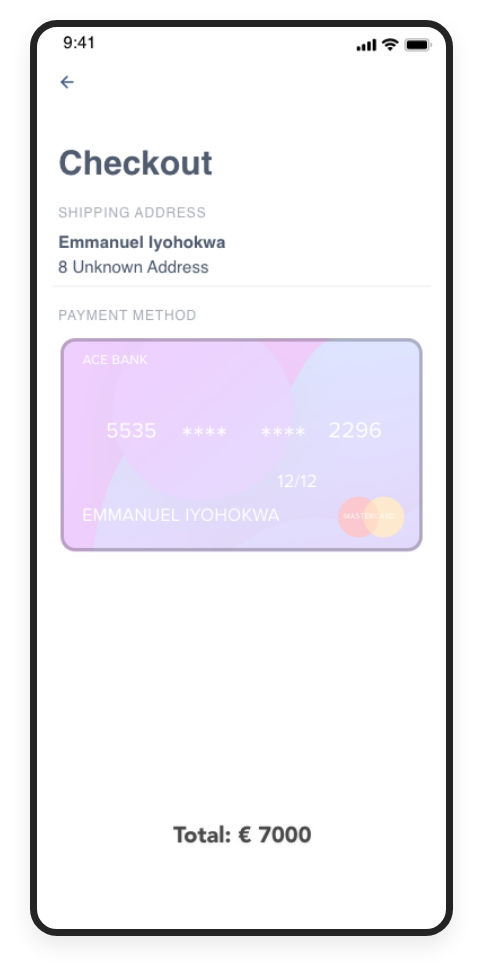 9:41
Checkout
SHIPPING ADDRESS
Emmanuel Iyohokwa
8 Unknown Address
PAYMENT METHOD
ACE BANK
5535 **** **** 2296
12/12
EMMANUEL IYOHOKWA
MASTERCARD
Total: € 7000